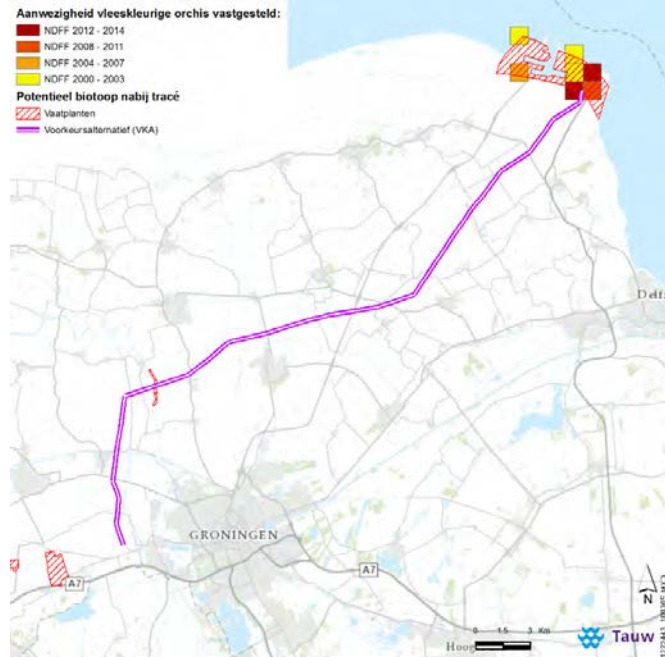 Aanwezigheid vleeskleurige orchis vastgesteld:
NDFF 2012 - 2014
NDFF 2008 - 2011
NDFF 2004 - 2007
NDFF 2000 - 2003
Potentieel biotoop nabij tracé
Vaatplanten
Voorkeursalternatief (VKA)
Delf
GRONINGEN
A7
A7
N
0 1.5 3 Km
Hoog
Tauw